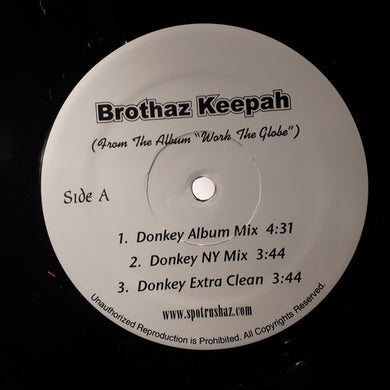 Brothaz Keepah
(From The Album "Work The Globe")
Side A
1. Donkey Album Mix 4:31
2. Donkey NY Mix 3:44
3. Donkey Extra Clean 3:44
www.spotrushaz.com
Unauthorized Reproduction is Prohibited. All Copyrights Reserved.